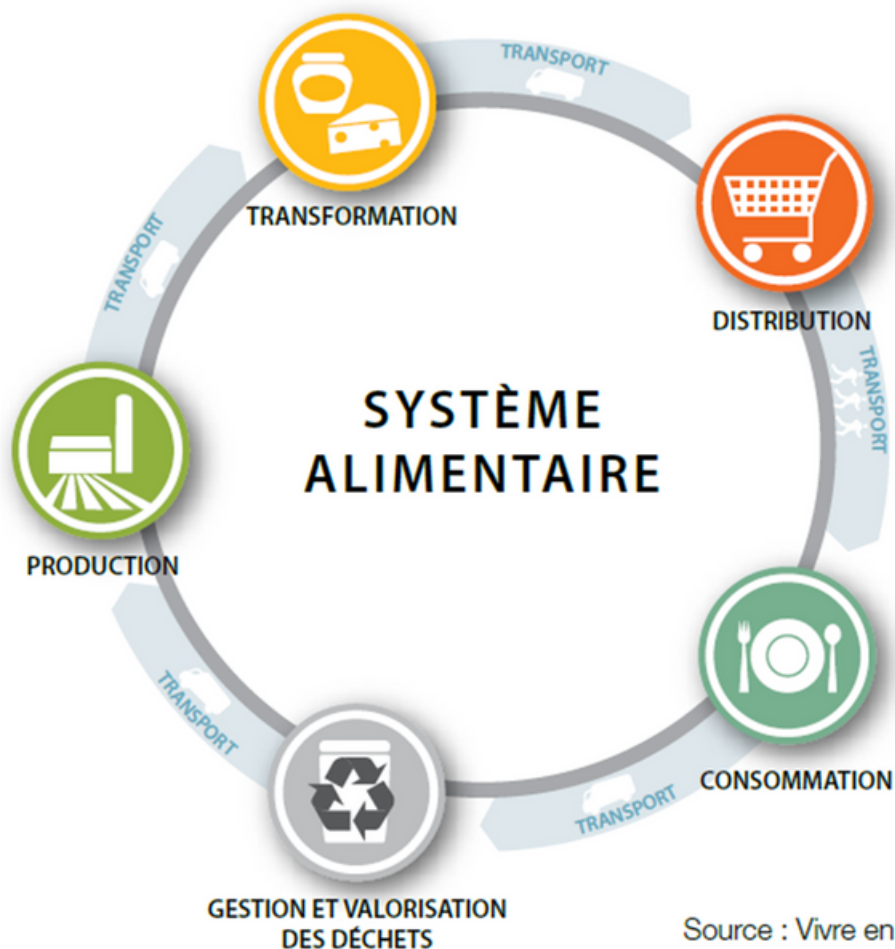 TRANSPORT
TRANSFORMATION
TRANSPORT
DISTRIBUTION
TRANSPORT
SYSTÈME
ALIMENTAIRE
PRODUCTION
TRANSPORT
CONSOMMATION
TRANSPORT
GESTION ET VALORISATION
DES DÉCHETS
Source : Vivre en